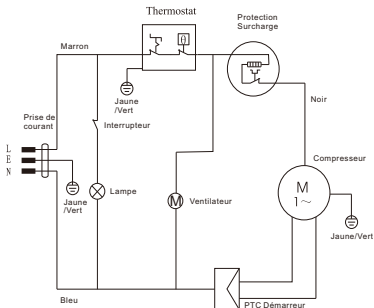 Thermostat
Protection
Surcharge
Marron
θ
Jaune
/Vert
Noir
Prise de
courant
Interrupteur
L
E
N
Compresseur
M
1~
Lampe
Jaune
/Vert
M
Ventilateur
Jaune/Vert
Bleu
PTC Démarreur